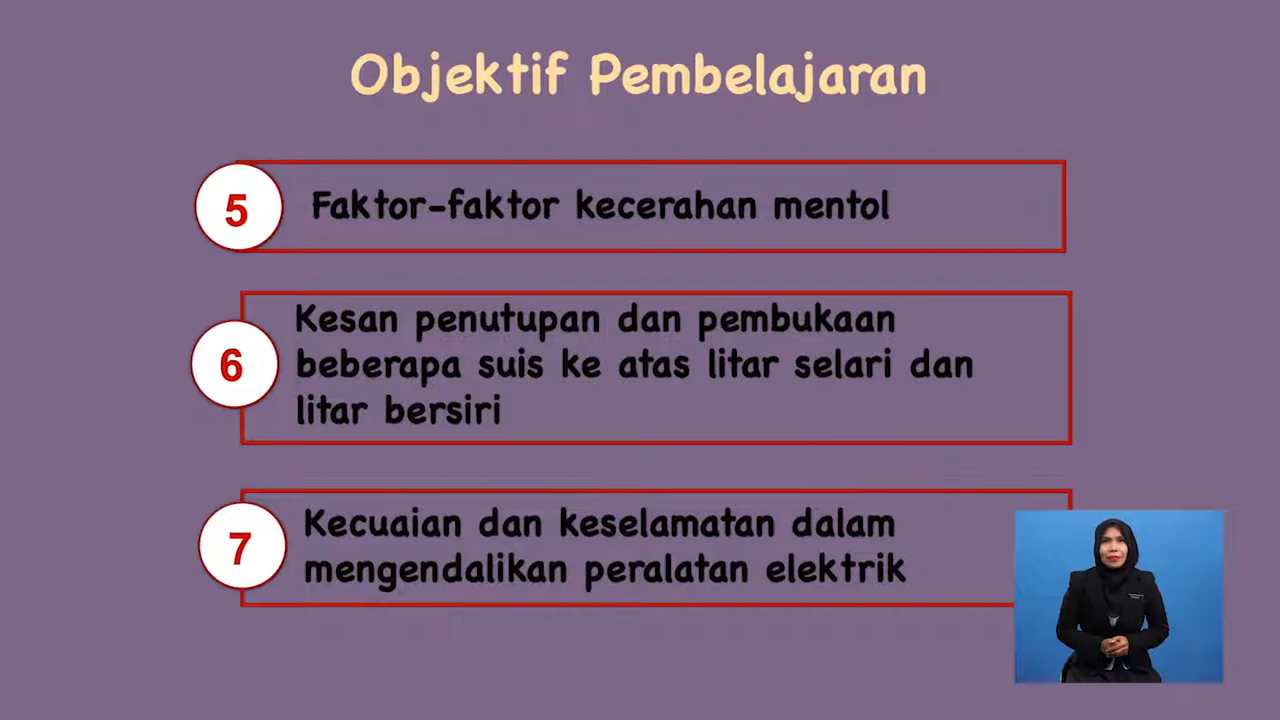 Objektif Pembelajaran
5
Faktor-faktor kecerahan mentol
6
Kesan penutupan dan pembukaan
beberapa suis ke atas litar selari dan
litar bersiri
7
Kecuaian dan keselamatan dalam
mengendalikan peralatan elektrik